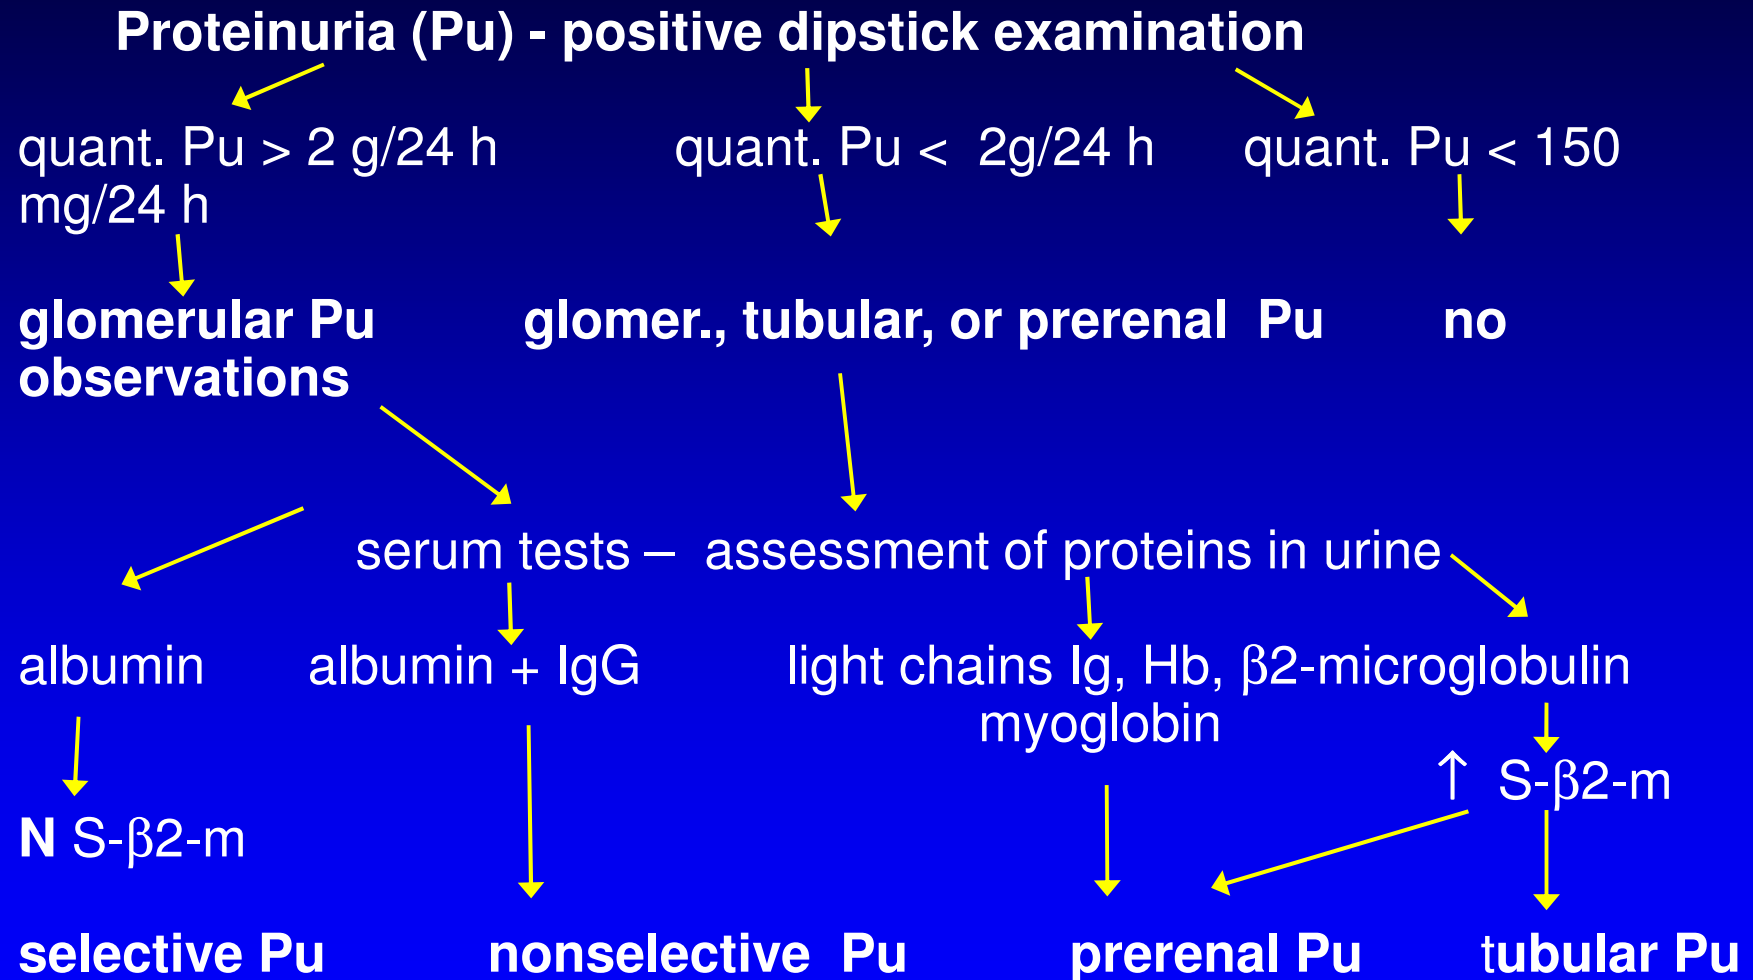 Proteinuria (Pu) - positive dipstick examination
quant. Pu > 2 g/24 h quant. Pu < 2g/24 h quant. Pu < 150
mg/24 h
glomerular Pu glomer., tubular, or prerenal Pu no
observations
serum tests – assessment of proteins in urine
albumin albumin + IgG light chains Ig, Hb, β2-microglobulin
myoglobin
↑ S-β2-m
N S-β2-m
selective Pu nonselective Pu prerenal Pu tubular Pu